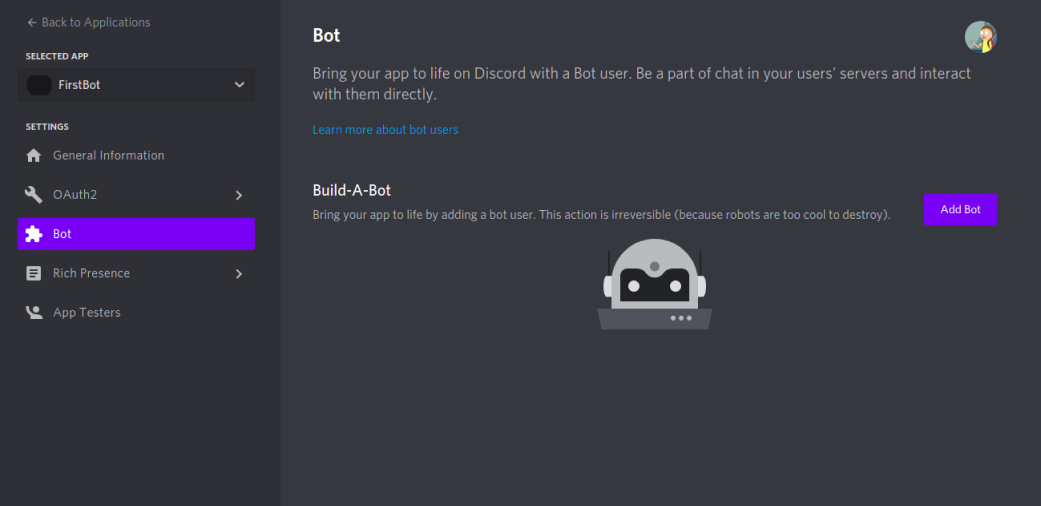 ← Back to Applications
SELECTED APP
FirstBot
SETTINGS
General Information
OAuth2
Bot
Rich Presence
App Testers
Bot
Bring your app to life on Discord with a Bot user. Be a part of chat in your users' servers and interact
with them directly.
Learn more about bot users
Build-A-Bot
Bring your app to life by adding a bot user. This action is irreversible (because robots are too cool to destroy).
Add Bot